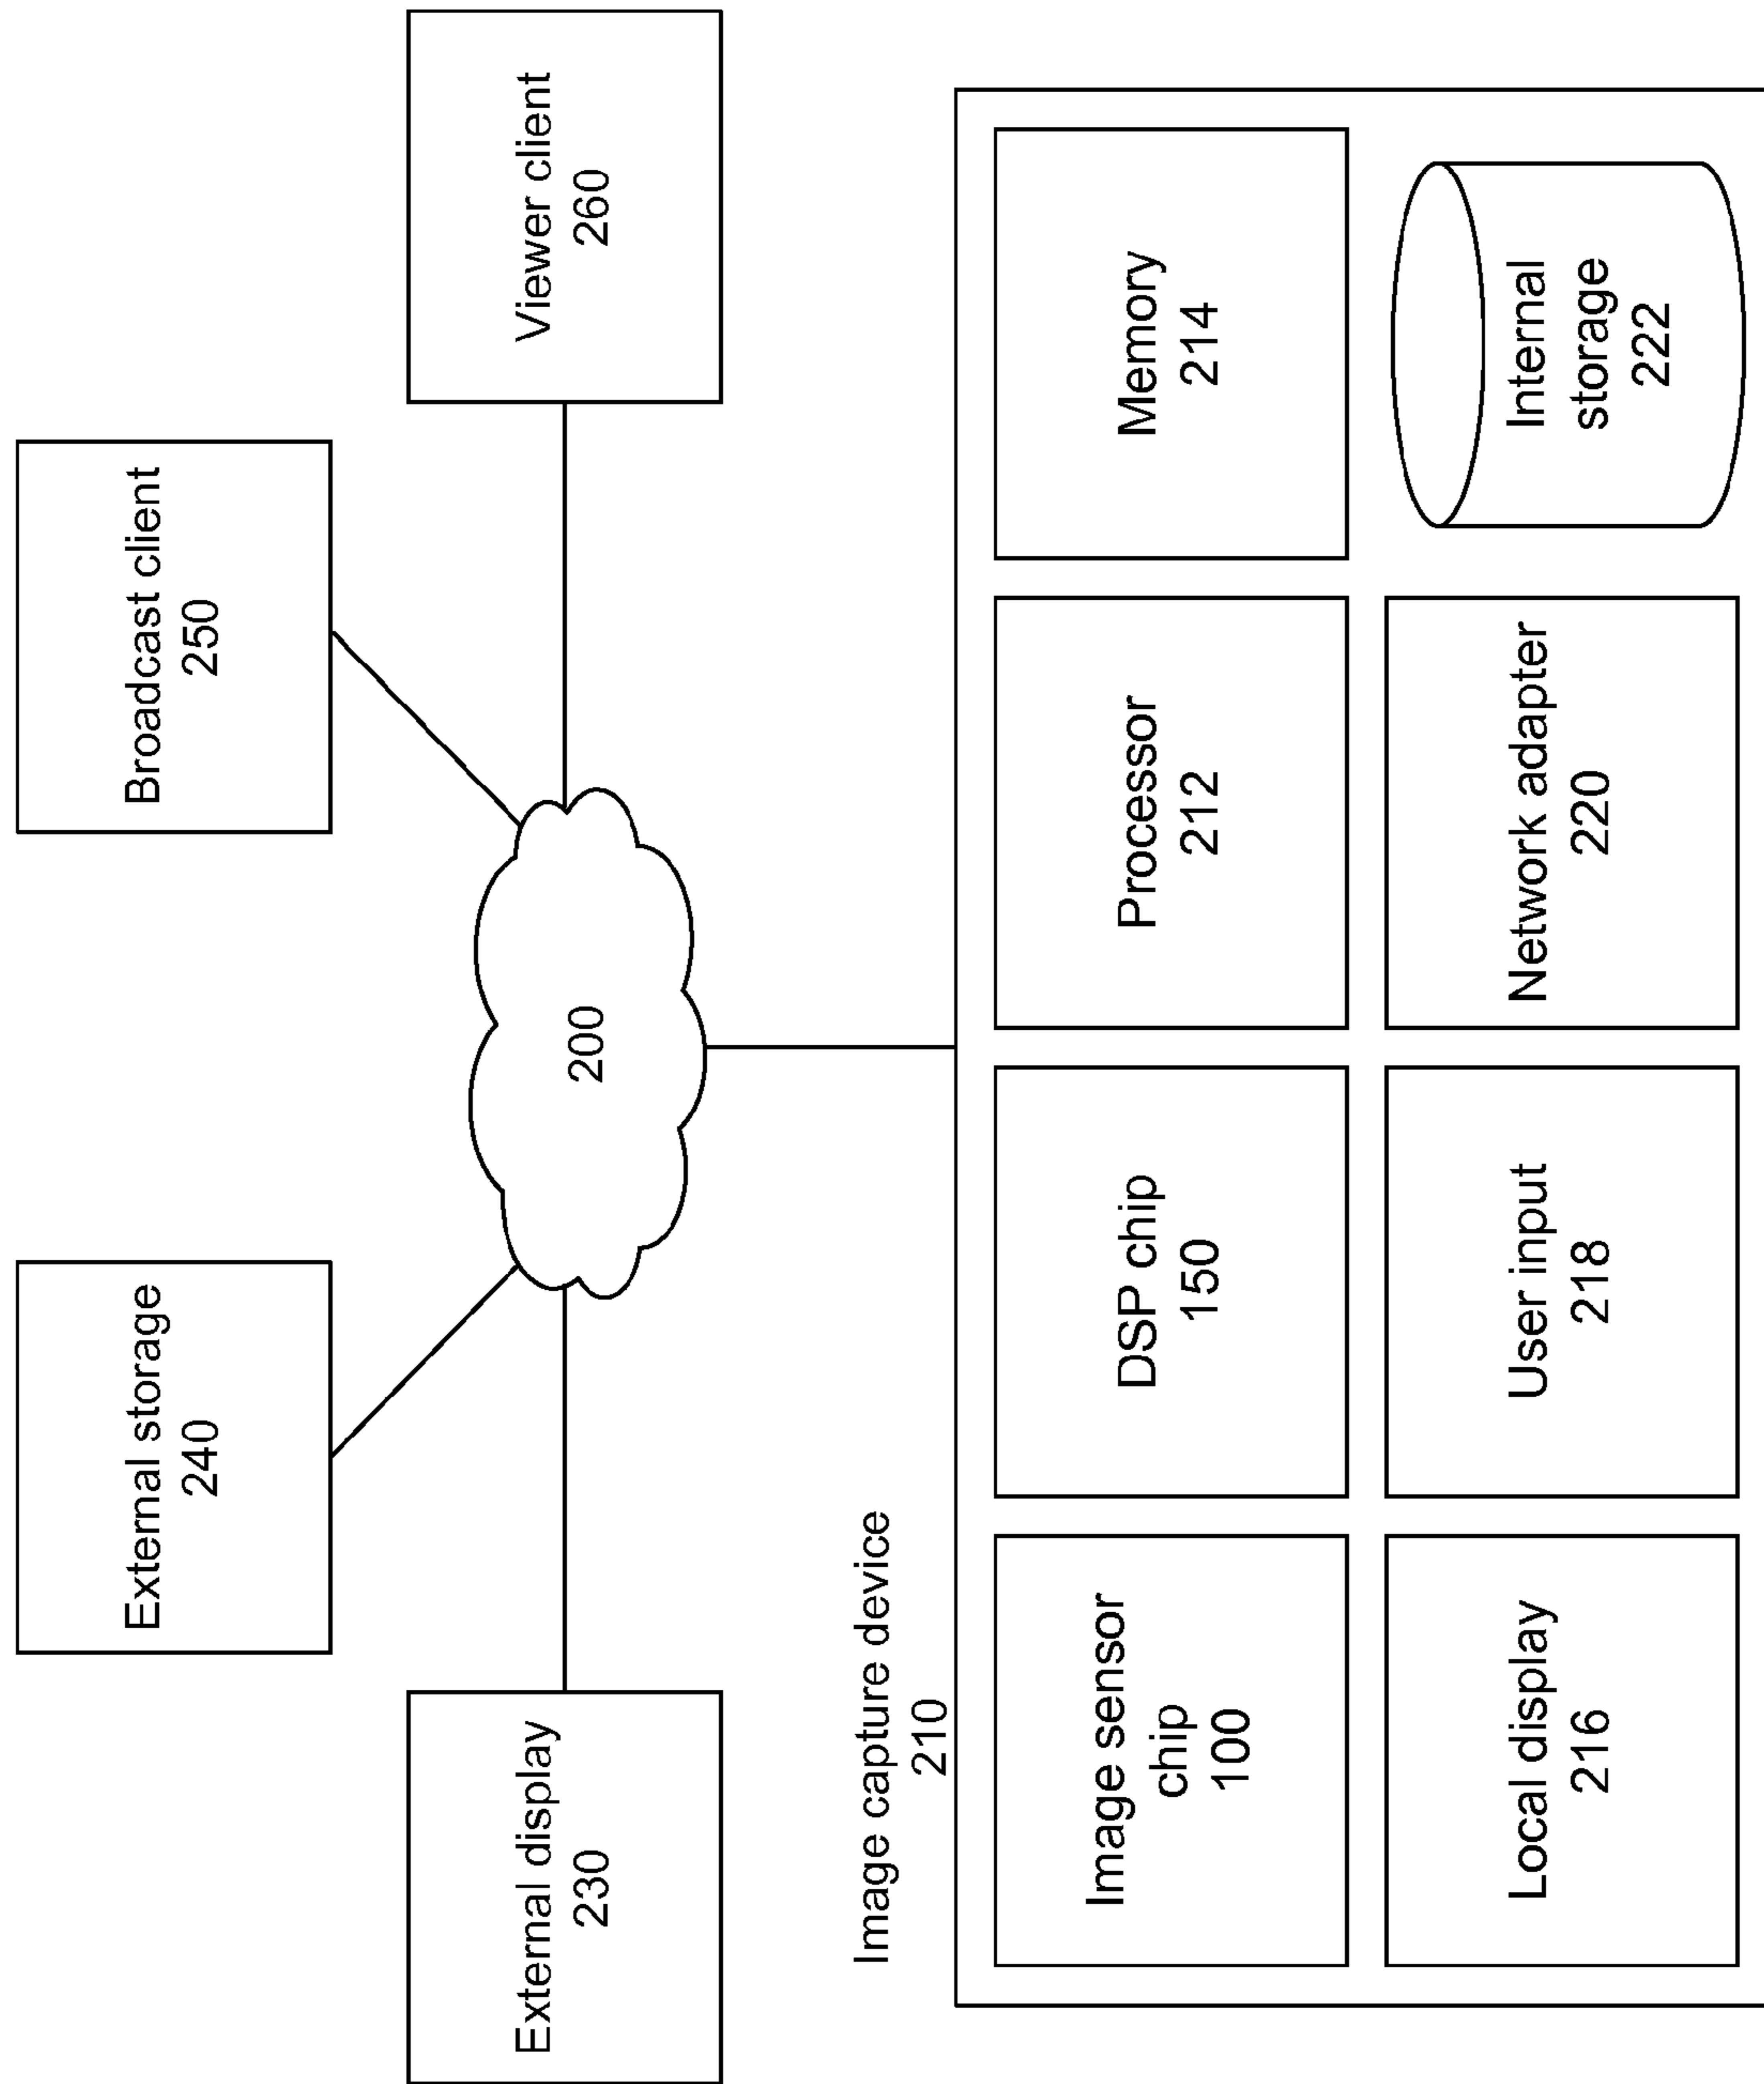 External storage
240
Broadcast client
250
External display
230
200
Viewer client
260
Image capture device
210
Image sensor
chip
100
DSP chip
150
Processor
212
Memory
214
Local display
216
User input
218
Network adapter
220
Internal
storage
222